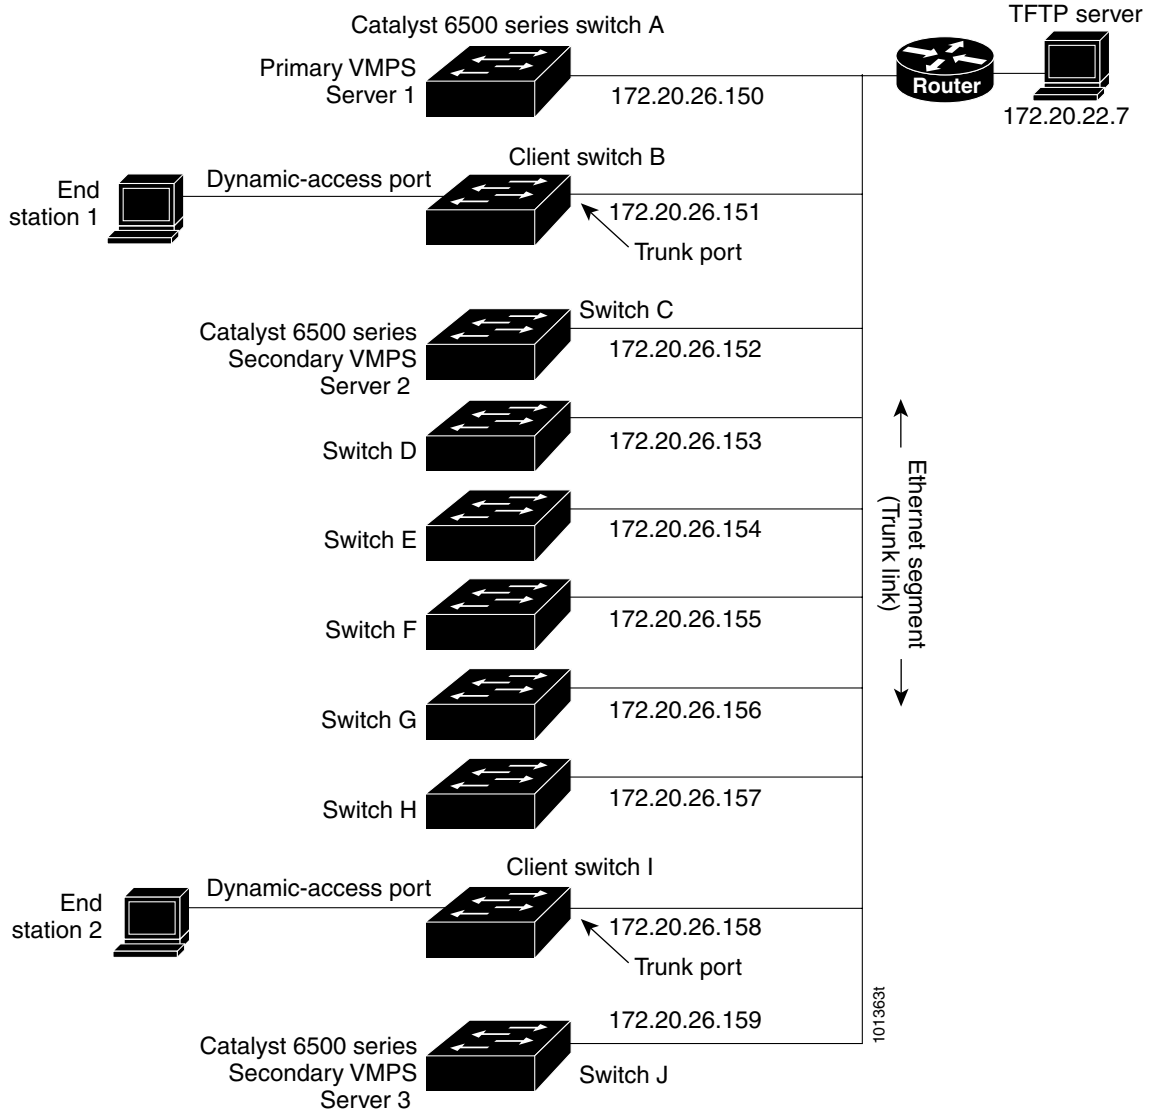 Catalyst 6500 series switch A
TFTP server
Primary VMPS
Server 1
172.20.26.150
Router
172.20.22.7
Client switch B
End
station 1
Dynamic-access port
172.20.26.151
Trunk port
Switch C
Catalyst 6500 series
Secondary VMPS
Server 2
172.20.26.152
Switch D
172.20.26.153
Switch E
172.20.26.154
Switch F
172.20.26.155
Switch G
172.20.26.156
Ethernet segment
(Trunk link)
Switch H
172.20.26.157
Client switch I
End
station 2
Dynamic-access port
172.20.26.158
Trunk port
172.20.26.159
Catalyst 6500 series
Secondary VMPS
Server 3
Switch J
101363t